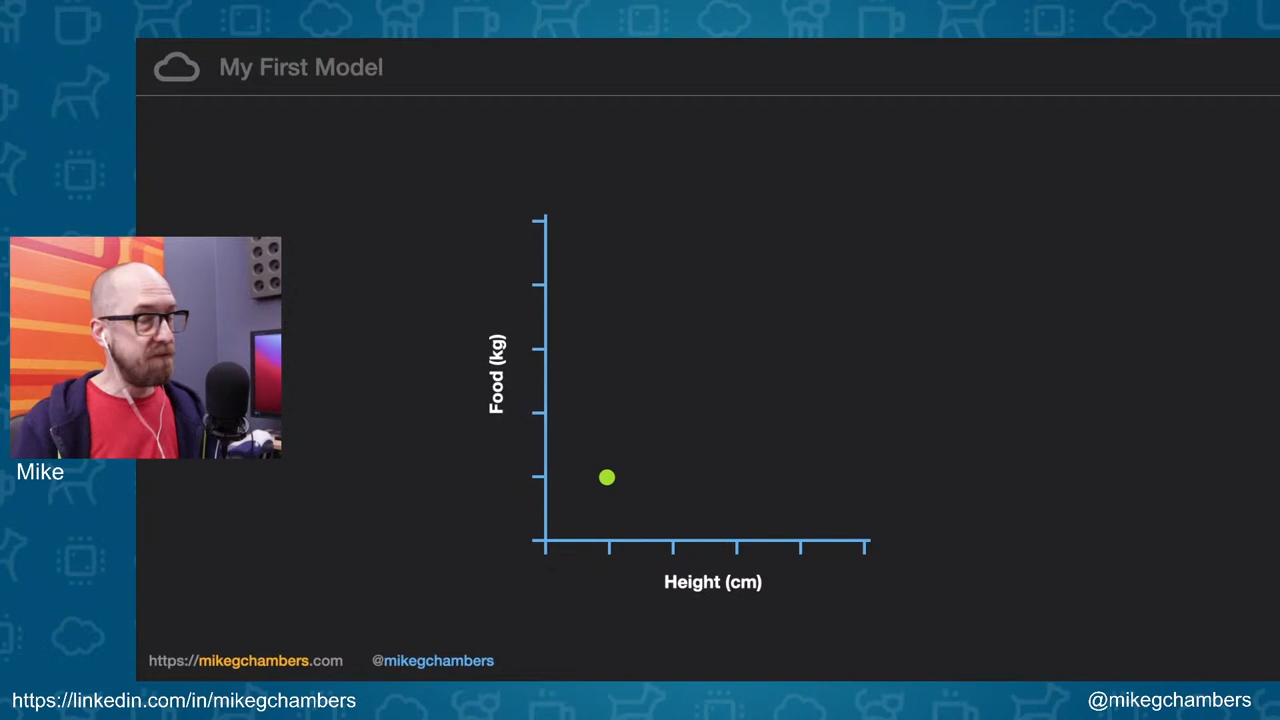 My First Model
Food (kg)
Height (cm)
Mike
https://mikegchambers.com
@mikegchambers
https://linkedin.com/in/mikegchambers
@mikegchambers